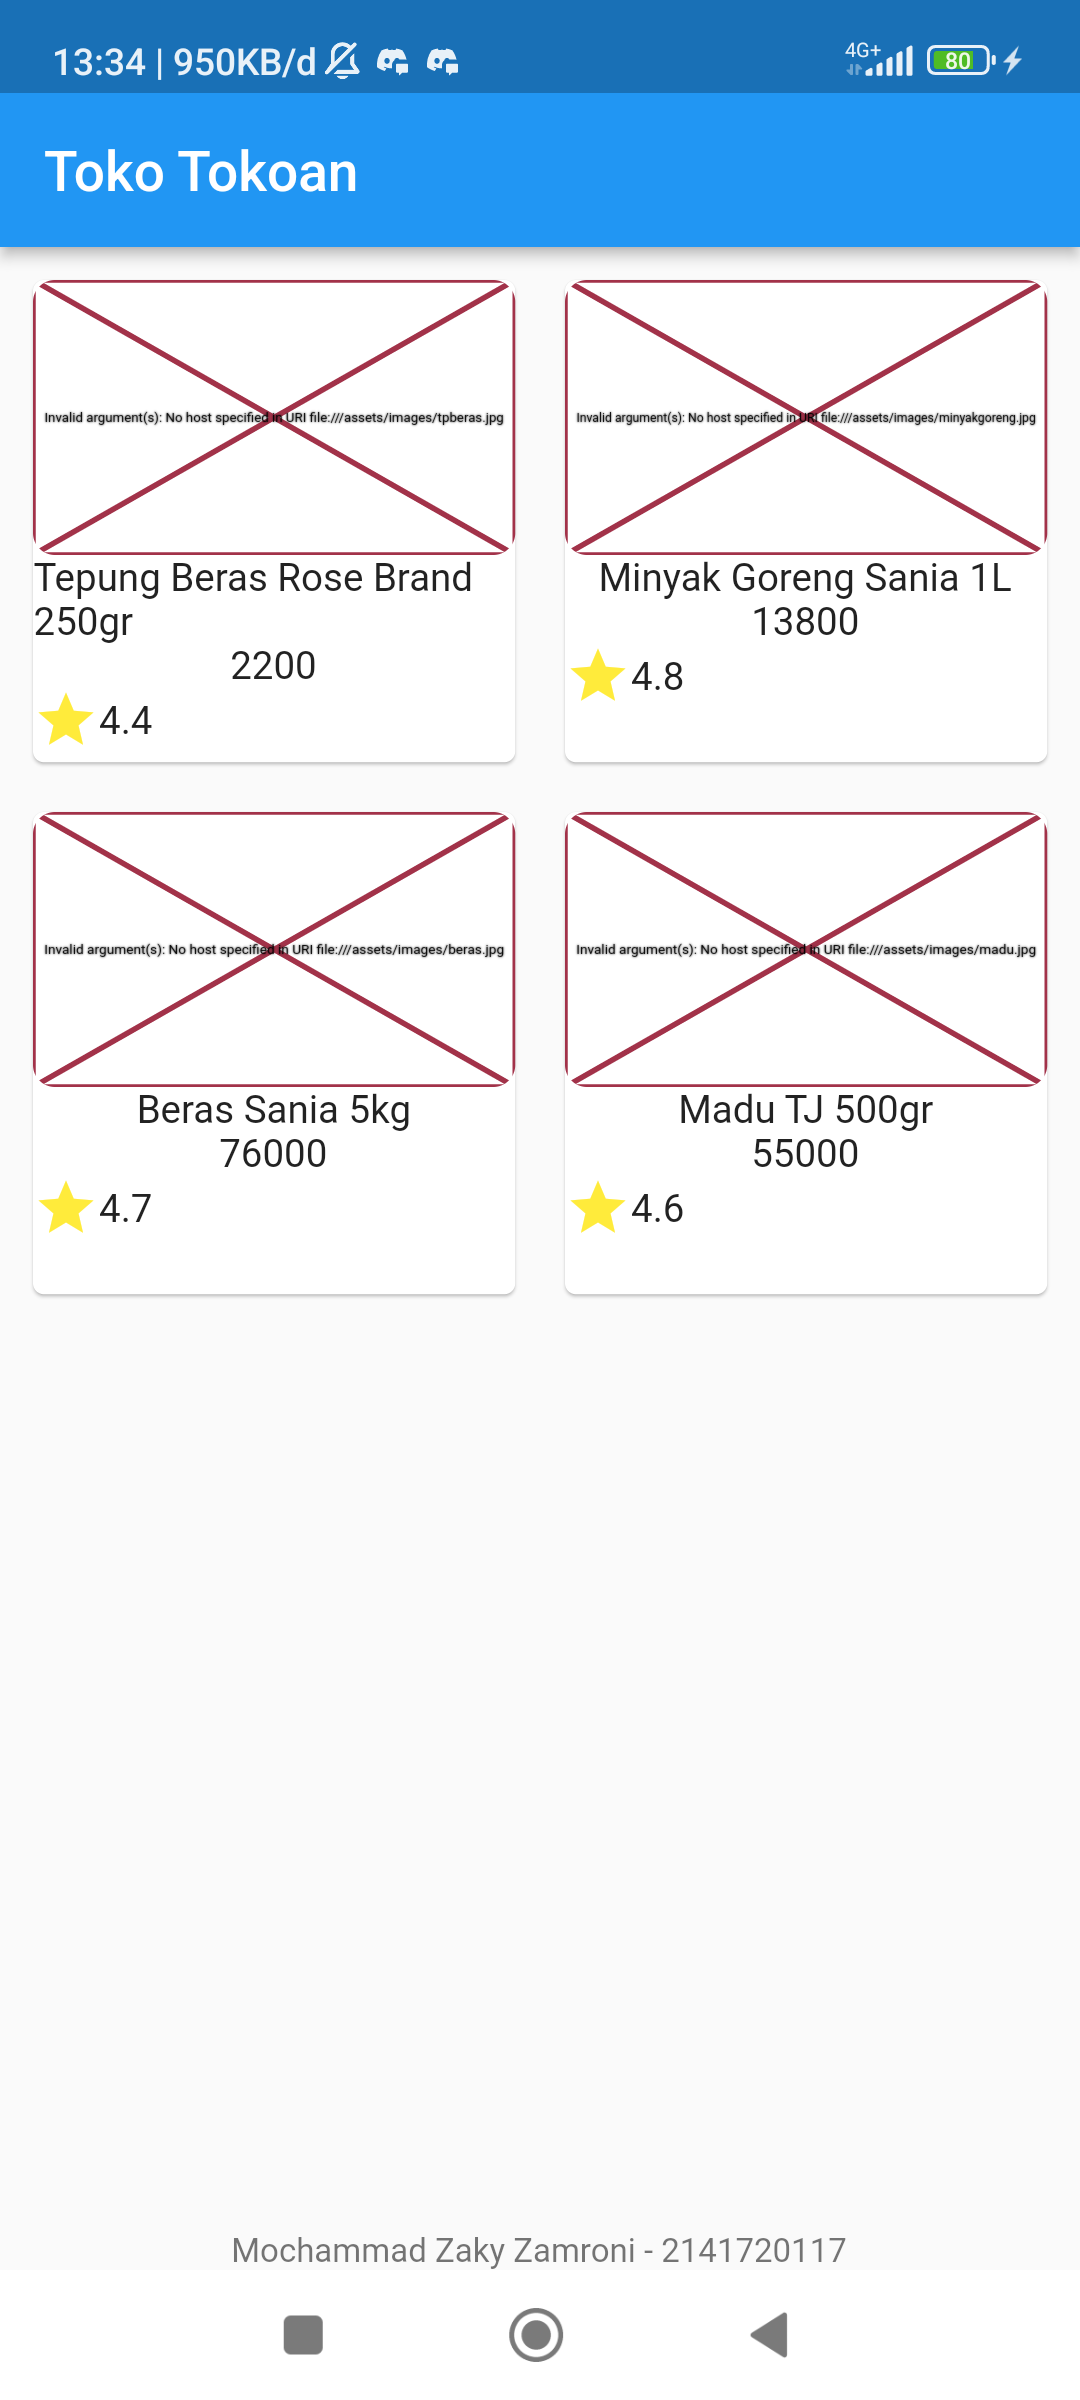 13:34 | 950KB/d
4G+
80
Toko Tokoan
Invalid argument(s): No host specified in URI file:///assets/images/tpberas.jpg
Invalid argument(s): No host specified in URI file:///assets/images/minyakgoreng.jpg
Tepung Beras Rose Brand
250gr
2200
4.4
Minyak Goreng Sania 1L
13800
4.8
Invalid argument(s): No host specified in URI file:///assets/images/beras.jpg
Invalid argument(s): No host specified in URI file:///assets/images/madu.jpg
Beras Sania 5kg
76000
4.7
Madu TJ 500gr
55000
4.6
Mochammad Zaky Zamroni - 2141720117